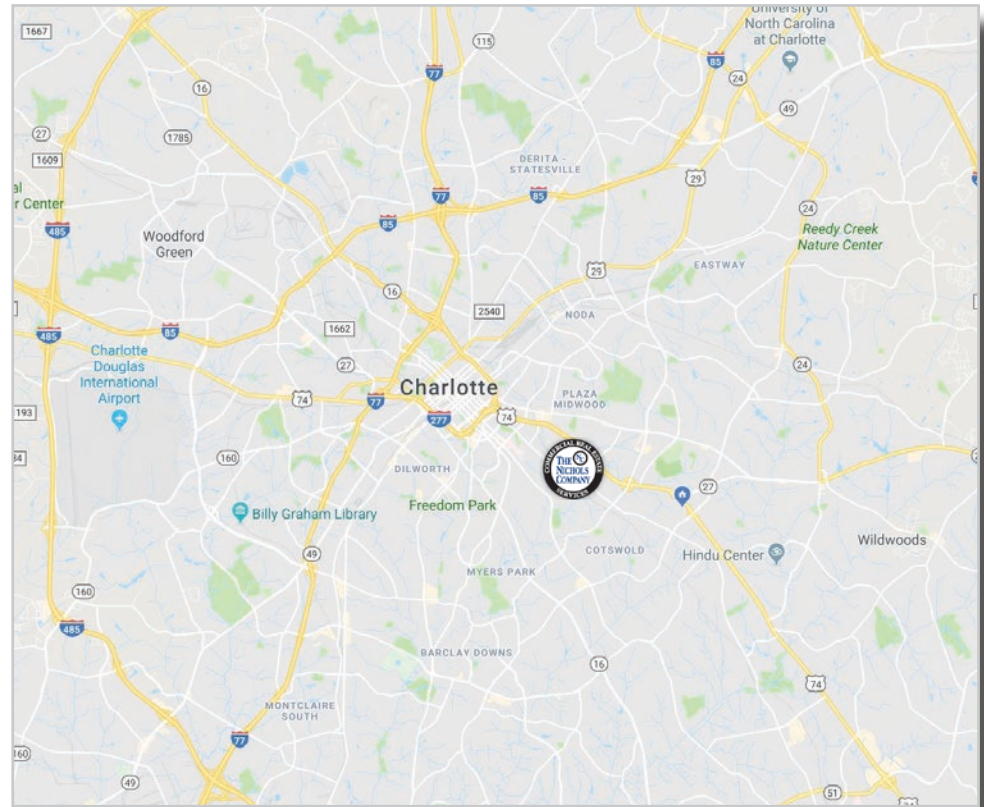 1667
University of
North Carolina
at Charlotte
115
77
85
24
16
49
27
1785
1609
DERITA -
STATESVILLE
29
al
r Center
77
85
485
85
24
Woodford
Green
Reedy Creek
Nature Center
EASTWAY
29
16
2540
NODA
1662
85
485
Charlotte
Douglas
International
Airport
27
24
Charlotte
74
77
PLAZA
MIDWOOD
193
277
74
COMMERCIAL REAL ESTATE
THE
NICHOLS
COMPANY
SERVICES
160
DILWORTH
27
Freedom Park
Billy Graham Library
49
COTSWOLD
Hindu Center
Wildwoods
MYERS PARK
160
485
BARCLAY DOWNS
16
74
MONTCLAIRE
SOUTH
77
160
49
51